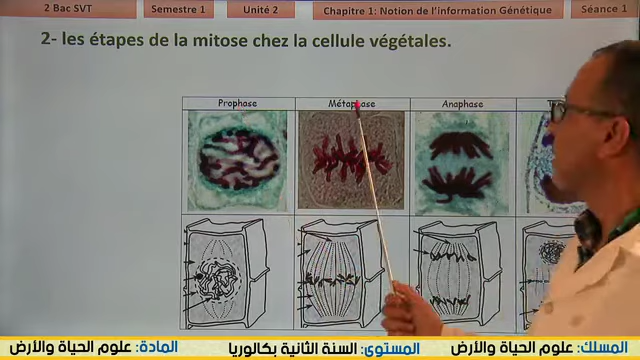 2 Bac SVT
Semestre 1
Unité 2
Chapitre 1: Notion de l'information Génétique
Séance 1
2- les étapes de la mitose chez la cellule végétales.
Prophase
Métaphase
Anaphase
المسلك: علوم الحياة والأرض
المستوى: السنة الثانية بكالوريا
المادة: علوم الحياة والأرض